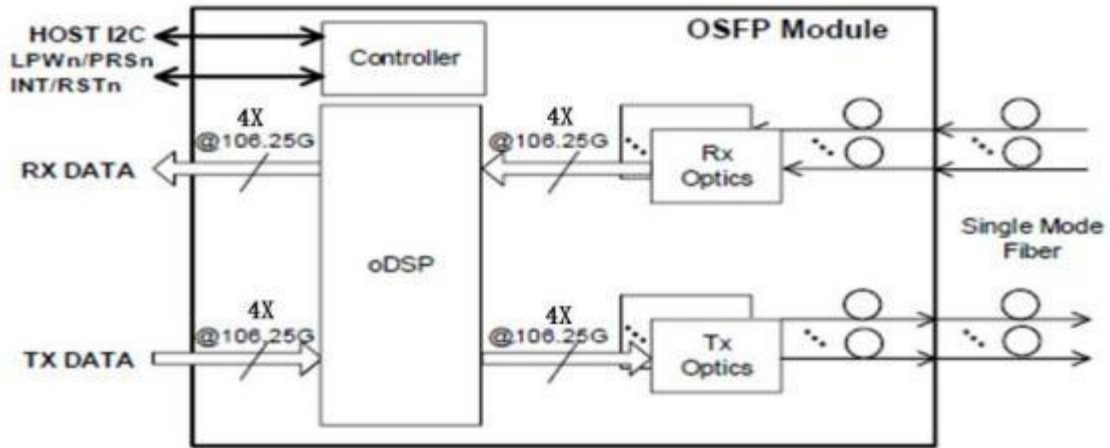 HOST I2C
LPWn/PRSn
INT/RSTn
Controller
OSFP Module
4X
@106.25G
4X
@106.25G
RX DATA
Rx
Optics
Single Mode
Fiber
oDSP
4X
@106.25G
4X
@106.25G
TX DATA
Tx
Optics